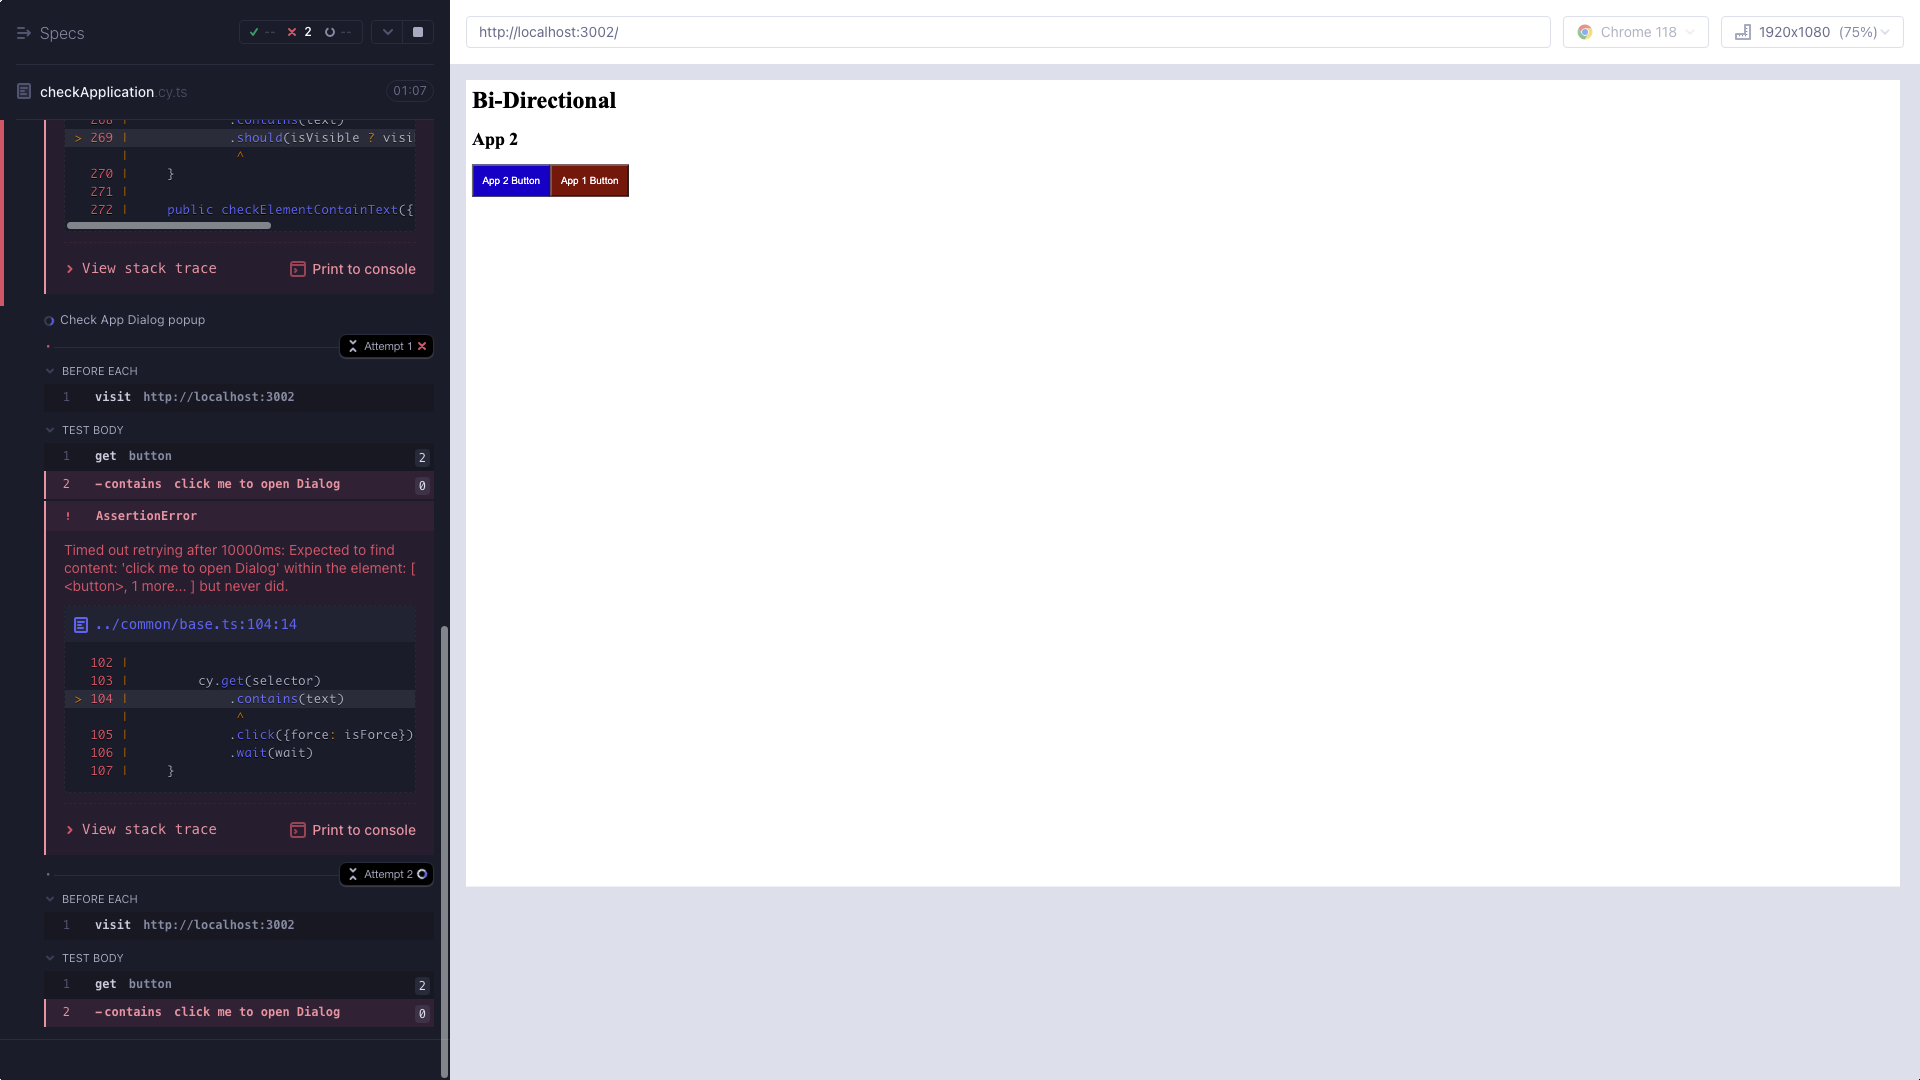 Specs
-- 2 --
checkApplication.cy.ts 01:07
268 | .contains(text)
> 269 | .should(isVisible ? visi
| ^
270 | }
271 |
272 | public checkElementContainText({
View stack trace
Print to console
Check App Dialog popup
Attempt 1
BEFORE EACH
1 visit http://localhost:3002
TEST BODY
1 get button 2
2 -contains click me to open Dialog 0
! AssertionError
Timed out retrying after 10000ms: Expected to find
content: 'click me to open Dialog' within the element: [
<button>, 1 more... ] but never did.
../common/base.ts:104:14
102 |
103 | cy.get(selector)
> 104 | .contains(text)
| ^
105 | .click({force: isForce})
106 | .wait(wait)
107 | }
View stack trace
Print to console
Attempt 2
BEFORE EACH
1 visit http://localhost:3002
TEST BODY
1 get button 2
2 -contains click me to open Dialog 0
http://localhost:3002/
Chrome 118
1920x1080 (75%)
Bi-Directional
App 2
App 2 Button App 1 Button